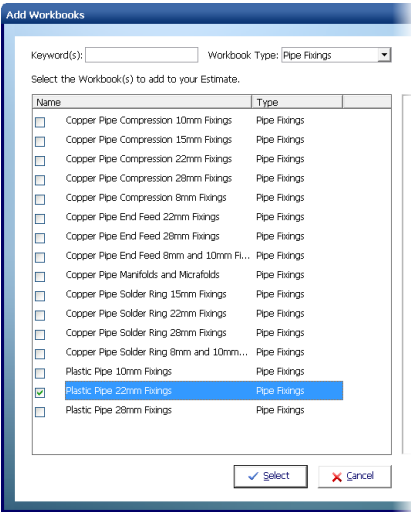 Add Workbooks
Keyword(s): Workbook Type: Pipe Fixings
Select the Workbook(s) to add to your Estimate.
Name Type
Copper Pipe Compression 10mm Fixings Pipe Fixings
Copper Pipe Compression 15mm Fixings Pipe Fixings
Copper Pipe Compression 22mm Fixings Pipe Fixings
Copper Pipe Compression 28mm Fixings Pipe Fixings
Copper Pipe Compression 8mm Fixings Pipe Fixings
Copper Pipe End Feed 22mm Fixings Pipe Fixings
Copper Pipe End Feed 28mm Fixings Pipe Fixings
Copper Pipe End Feed 8mm and 10mm Fi... Pipe Fixings
Copper Pipe Manifolds and Micrafolds Pipe Fixings
Copper Pipe Solder Ring 15mm Fixings Pipe Fixings
Copper Pipe Solder Ring 22mm Fixings Pipe Fixings
Copper Pipe Solder Ring 28mm Fixings Pipe Fixings
Copper Pipe Solder Ring 8mm and 10mm... Pipe Fixings
Plastic Pipe 10mm Fixings Pipe Fixings
Plastic Pipe 22mm Fixings Pipe Fixings
Plastic Pipe 28mm Fixings Pipe Fixings
Select Cancel